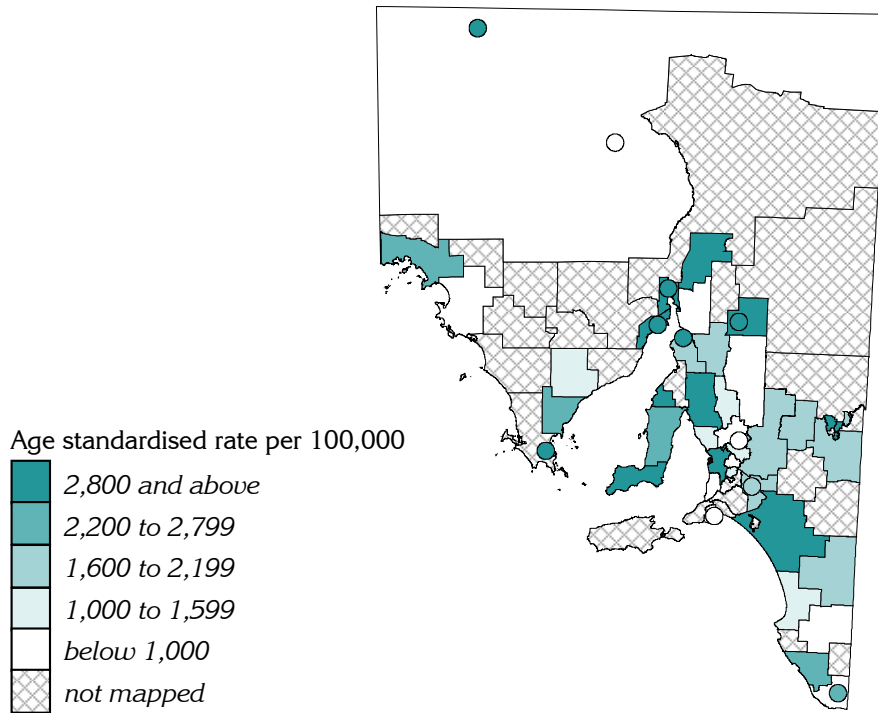 Age standardised rate per 100,000
2,800 and above
2,200 to 2,799
1,600 to 2,199
1,000 to 1,599
below 1,000
not mapped